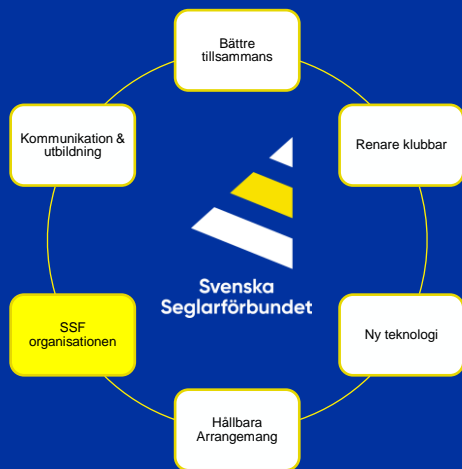 Bättre
tillsammans
Kommunikation &
utbildning
Renare klubbar
Svenska
Seglarförbundet
SSF
organisationen
Ny teknologi
Hållbara
Arrangemang